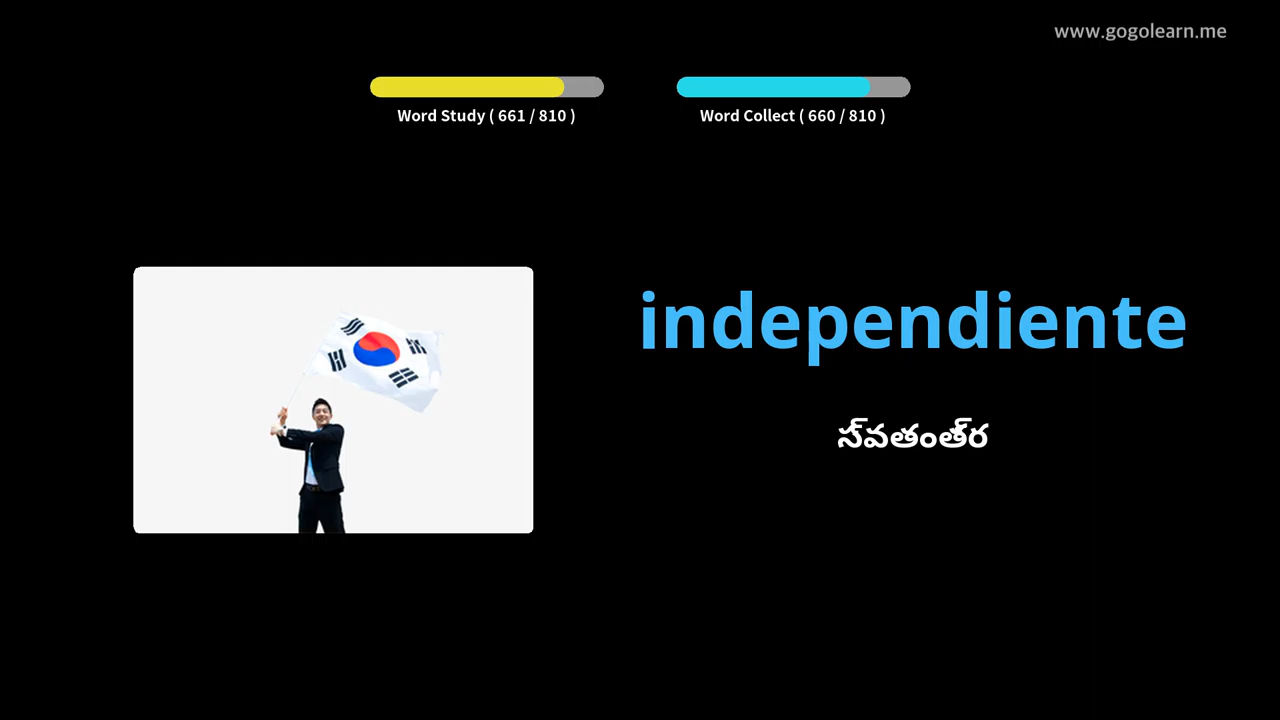 www.gogolearn.me
Word Study ( 661 / 810 )
Word Collect ( 660 / 810 )
independiente
స్వతంత్ర